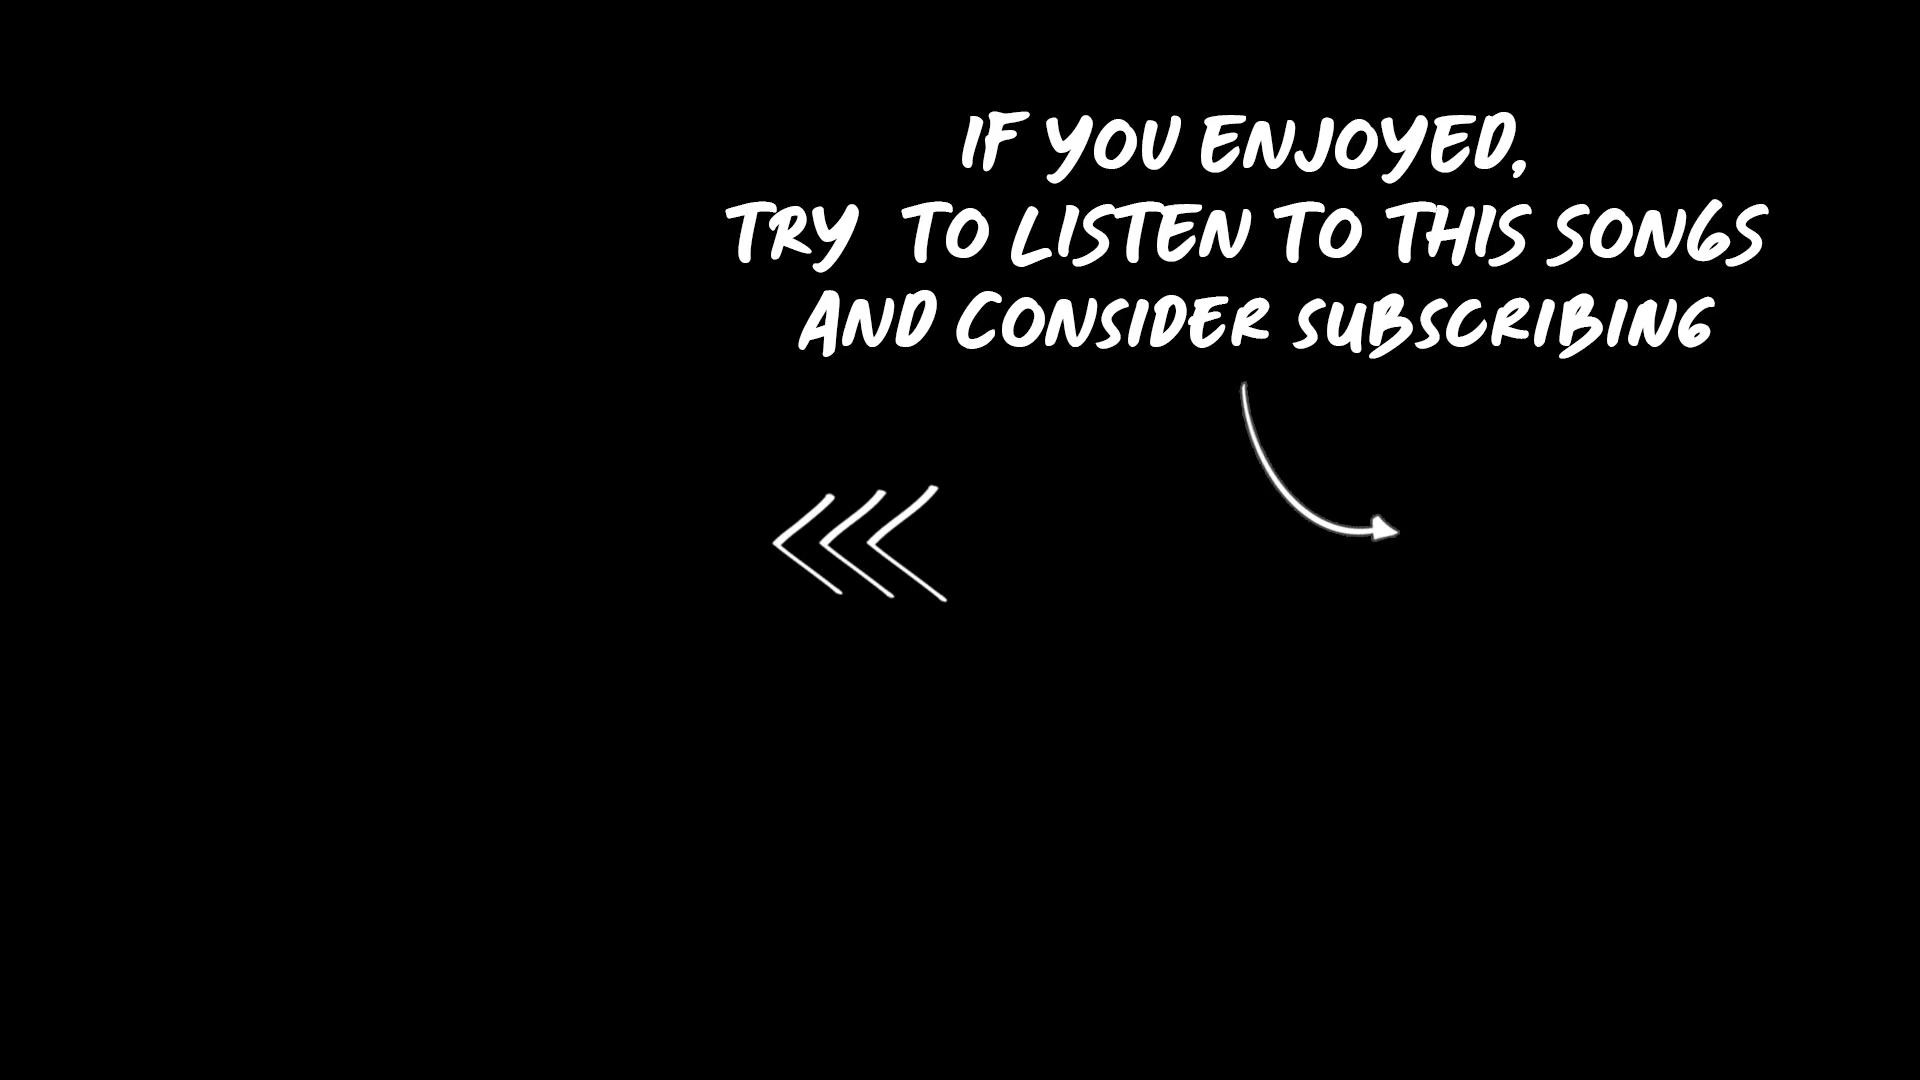 IF YOU ENJOYED,
TRY TO LISTEN TO THIS SONGS
AND CONSIDER SUBSCRIBING